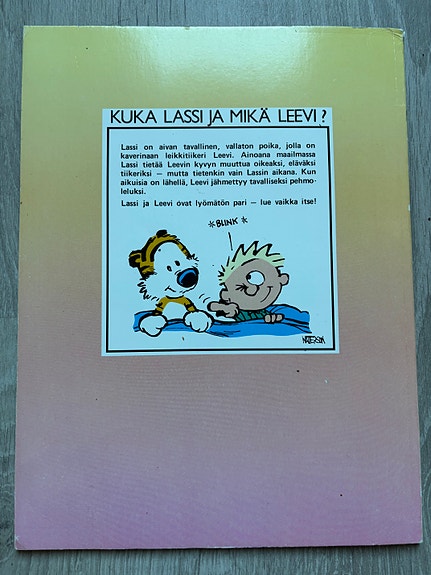 KUKA LASSI JA MIKÄ LEEVI?
Lassi on aivan tavallinen, vallaton poika, jolla on
kaverinaan leikkitiikeri Leevi. Ainoana maailmassa
Lassi tietää Leevin kyvyn muuttua oikeaksi, eläväksi
tiikeriksi – mutta tietenkin vain Lassin aikana. Kun
aikuisia on lähellä, Leevi jähmettyy tavalliseksi pehmo-
leluksi.
Lassi ja Leevi ovat lyömätön pari – lue vaikka itse!
*BLINK*
WATTERSON